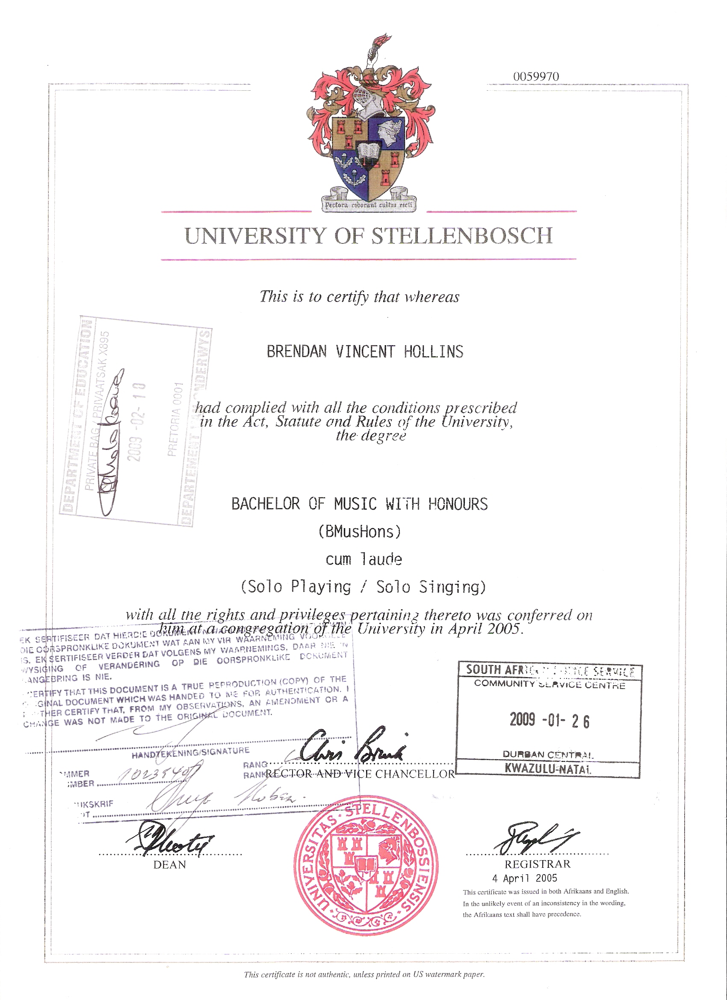 0059970
Pectora roborant cultus recti
UNIVERSITY OF STELLENBOSCH
This is to certify that whereas
BRENDAN VINCENT HOLLINS
had complied with all the conditions prescribed
in the Act, Statute and Rules of the University,
the degree
BACHELOR OF MUSIC WITH HONOURS
(BMusHons)
cum laude
(Solo Playing / Solo Singing)
with all the rights and privileges pertaining thereto was conferred on
him at a congregation of the University in April 2005.
DEPARTMENT OF EDUCATION
PRIVATE BAG / PRIVAATSAK X895
2009 -02- 10
PRETORIA 0001
DEPARTEMENT VAN ONDERWYS
EK SERTIFISEER DAT HIERDIE DOKUMENT 'N
DIE OORSPRONKLIKE DOKUMENT WAT AAN MY VIR WAARNEMING
IS. EK SERTIFISEER VERDER DAT VOLGENS MY WAARNEMINGS, DAAR NIE 'N
WYSIGING OF VERANDERING OP DIE OORSPRONKLIKE DOKUMENT
ANGEBRING IS NIE.
CERTIFY THAT THIS DOCUMENT IS A TRUE REPRODUCTION (COPY) OF THE
GINAL DOCUMENT WHICH WAS HANDED TO ME FOR AUTHENTICATION. I
THER CERTIFY THAT, FROM MY OBSERVATIONS, AN AMENDMENT OR A
CHANGE WAS NOT MADE TO THE ORIGINAL DOCUMENT.
HANDTEKENING/SIGNATURE
RANG
RANK
MMER
MBER
IKSKRIF
SOUTH AFR SERVICE
COMMUNITY SERVICE CENTRE
2009 -01- 26
DURBAN CENTRAL
KWAZULU-NATAL
Chris Brink
RECTOR AND VICE CHANCELLOR
UNIVERSITAS · STELLENBOSSIENSIS
DEAN
REGISTRAR
4 April 2005
This certificate was issued in both Afrikaans and English.
In the unlikely event of an inconsistency in the wording,
the Afrikaans text shall have precedence.
This certificate is not authentic, unless printed on US watermark paper.